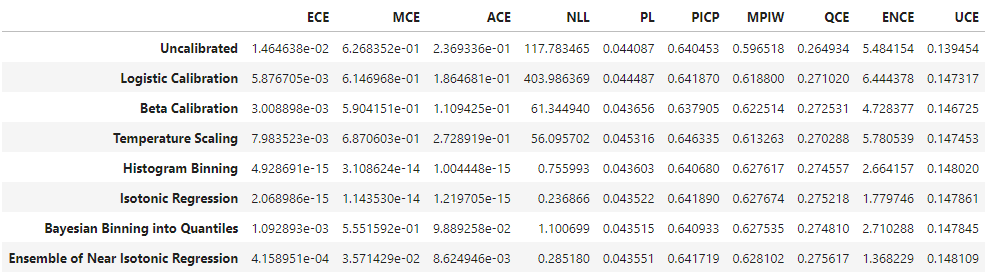 ECE MCE ACE NLL PL PICP MPIW QCE ENCE UCE
Uncalibrated 1.464638e-02 6.268352e-01 2.369336e-01 117.783465 0.044087 0.640453 0.596518 0.264934 5.484154 0.139454
Logistic Calibration 5.876705e-03 6.146968e-01 1.864681e-01 403.986369 0.044487 0.641870 0.618800 0.271020 6.444378 0.147317
Beta Calibration 3.008898e-03 5.904151e-01 1.109425e-01 61.344940 0.043656 0.637905 0.622514 0.272531 4.728377 0.146725
Temperature Scaling 7.983523e-03 6.870603e-01 2.728919e-01 56.095702 0.045316 0.646335 0.613263 0.270288 5.780539 0.147453
Histogram Binning 4.928691e-15 3.108624e-14 1.004448e-15 0.755993 0.043603 0.640680 0.627617 0.274557 2.664157 0.148020
Isotonic Regression 2.068986e-15 1.143530e-14 1.219705e-15 0.236866 0.043522 0.641890 0.627674 0.275218 1.779746 0.147861
Bayesian Binning into Quantiles 1.092893e-03 5.551592e-01 9.889258e-02 1.100699 0.043515 0.640933 0.627535 0.274810 2.710288 0.147845
Ensemble of Near Isotonic Regression 4.158951e-04 3.571429e-02 8.624946e-03 0.285180 0.043551 0.641719 0.628102 0.275617 1.368229 0.148109